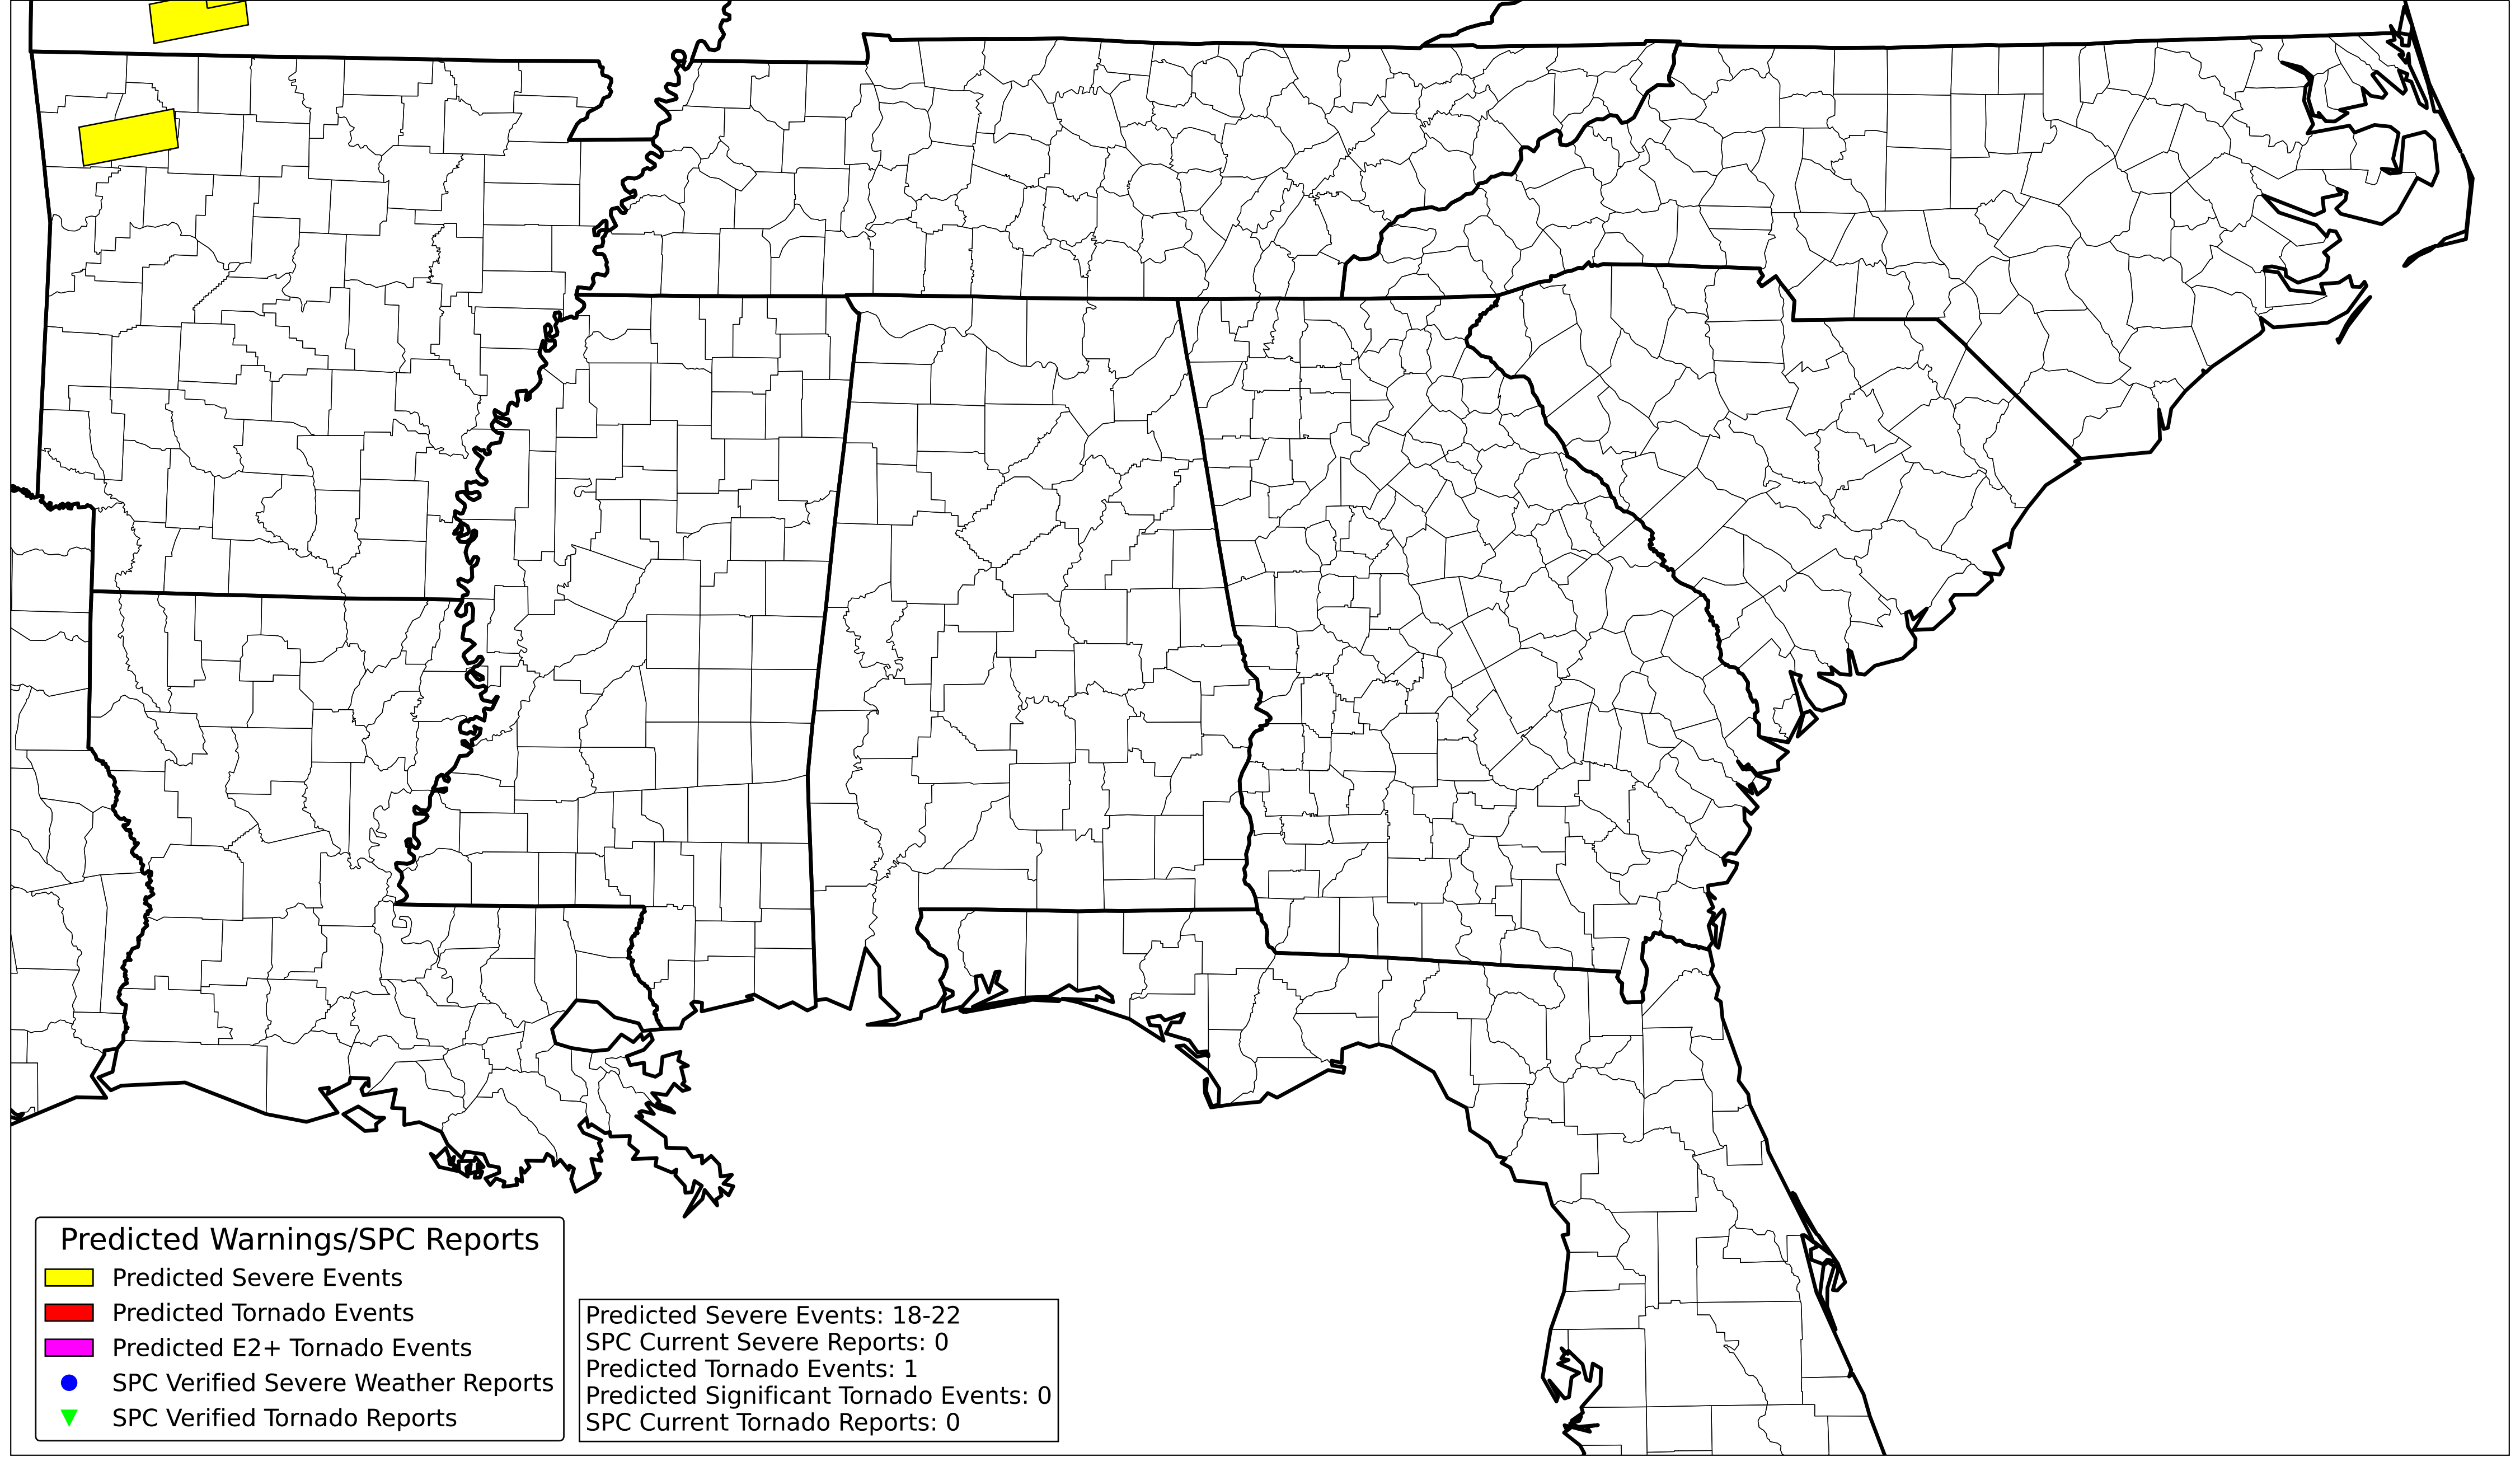 Predicted Warnings/SPC Reports
Predicted Severe Events
Predicted Tornado Events
Predicted E2+ Tornado Events
SPC Verified Severe Weather Reports
SPC Verified Tornado Reports
Predicted Severe Events: 18-22
SPC Current Severe Reports: 0
Predicted Tornado Events: 1
Predicted Significant Tornado Events: 0
SPC Current Tornado Reports: 0